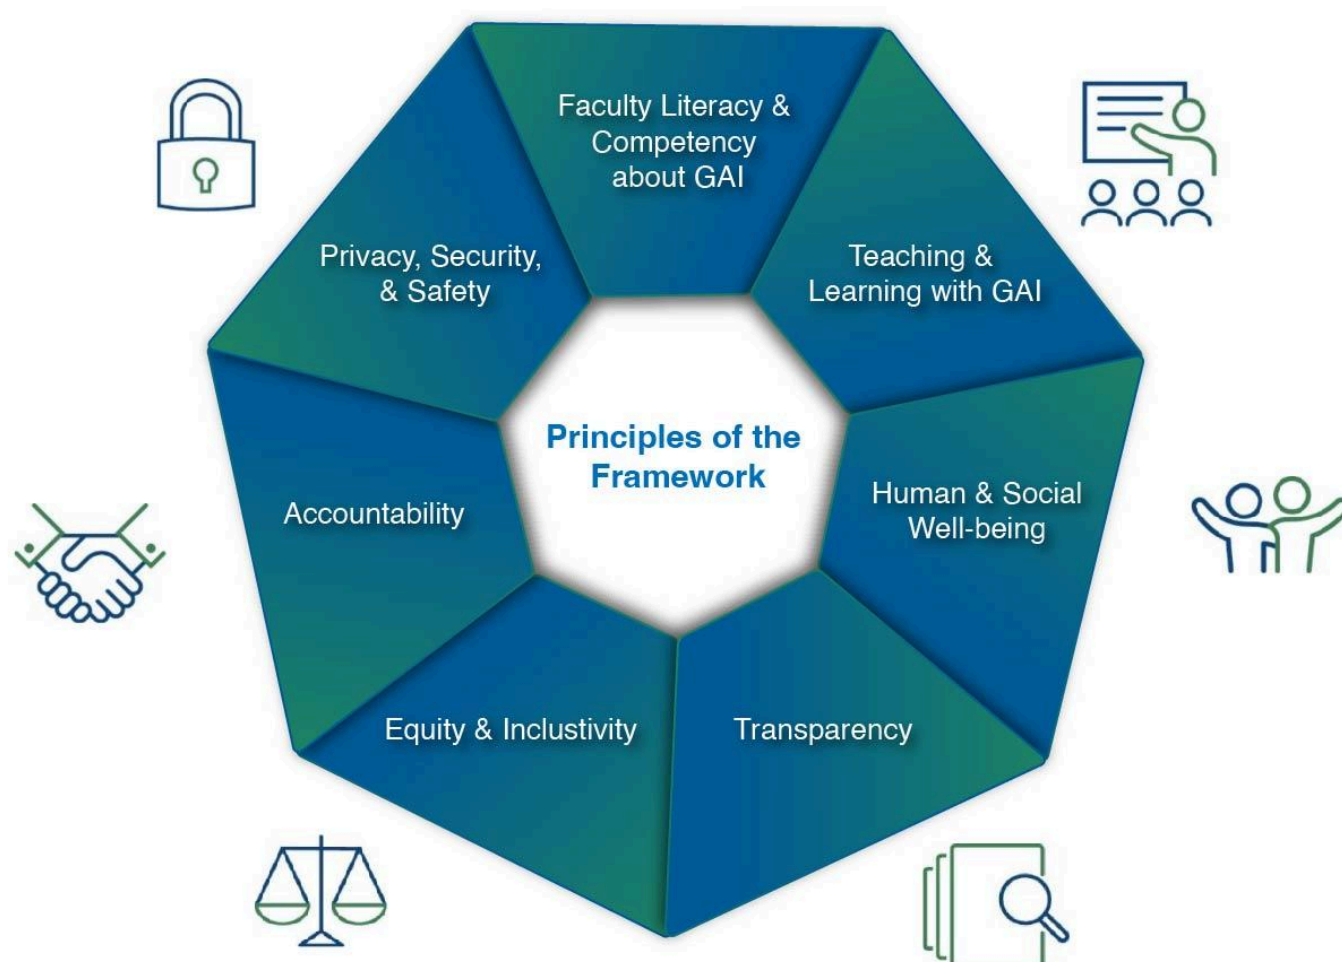 Faculty Literacy &
Competency
about GAI
Teaching &
Learning with GAI
Human & Social
Well-being
Transparency
Equity & Inclustivity
Accountability
Privacy, Security,
& Safety
Principles of the
Framework